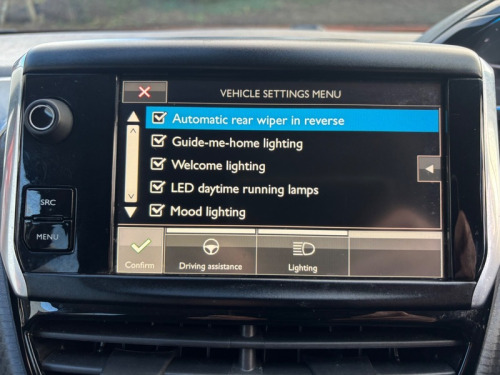 VEHICLE SETTINGS MENU
Automatic rear wiper in reverse
Guide-me-home lighting
Welcome lighting
LED daytime running lamps
Mood lighting
SRC
MENU
Confirm
Driving assistance
Lighting